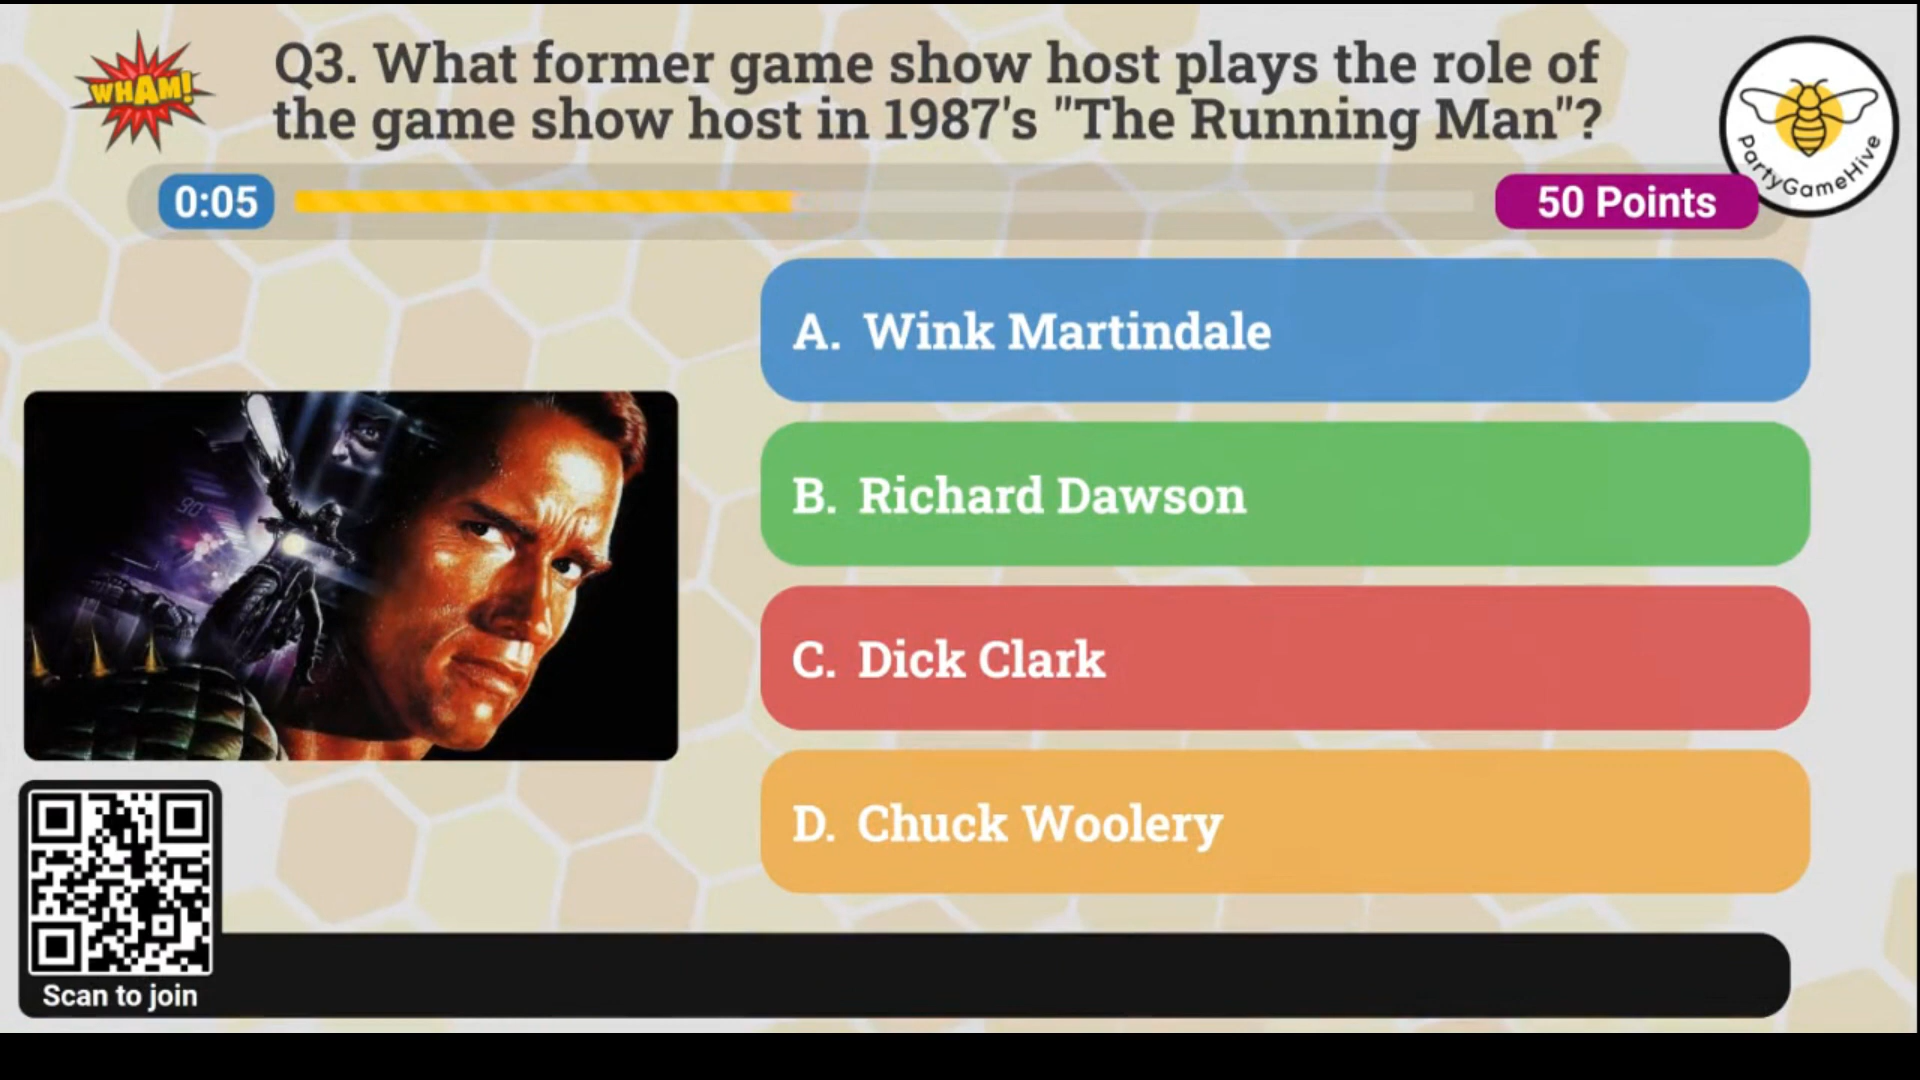 WHAM!
Q3. What former game show host plays the role of
the game show host in 1987's "The Running Man"?
PartyGameHive
0:05
50 Points
A. Wink Martindale
B. Richard Dawson
C. Dick Clark
D. Chuck Woolery
90
Scan to join